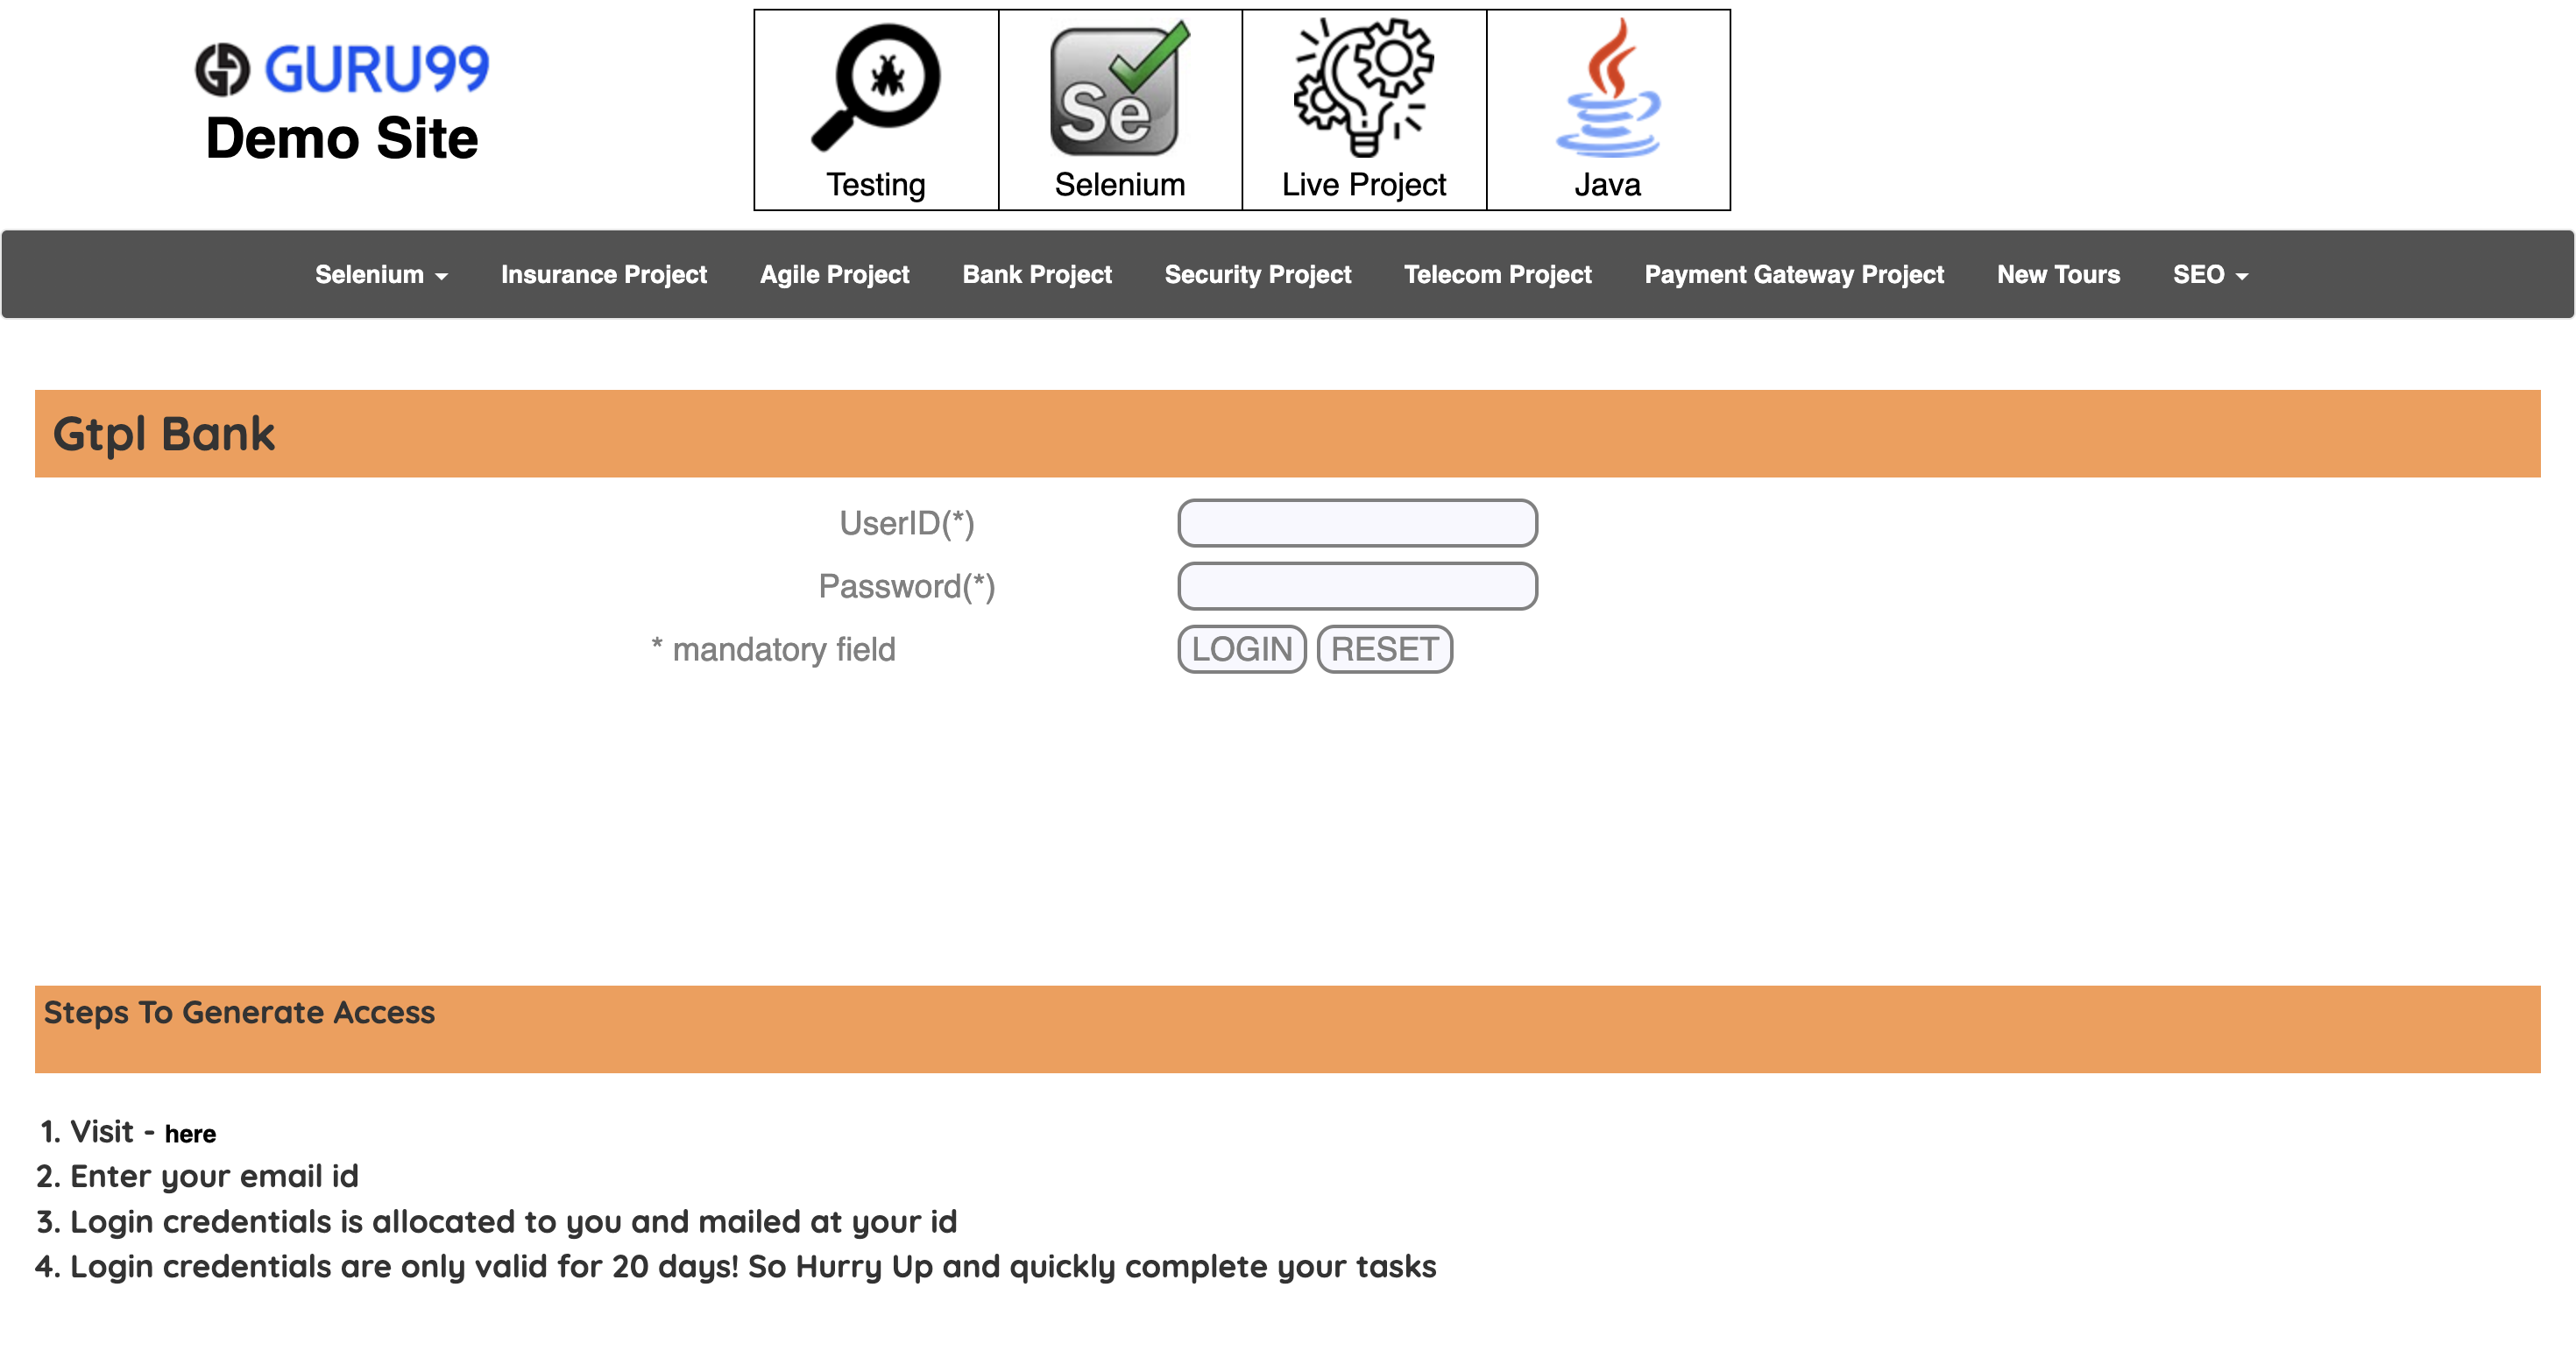 GURU99
Demo Site
Se
Testing
Selenium
Live Project
Java
Selenium
Insurance Project
Agile Project
Bank Project
Security Project
Telecom Project
Payment Gateway Project
New Tours
SEO
Gtpl Bank
UserID(*)
Password(*)
* mandatory field
LOGIN
RESET
Steps To Generate Access
1. Visit - here
2. Enter your email id
3. Login credentials is allocated to you and mailed at your id
4. Login credentials are only valid for 20 days! So Hurry Up and quickly complete your tasks